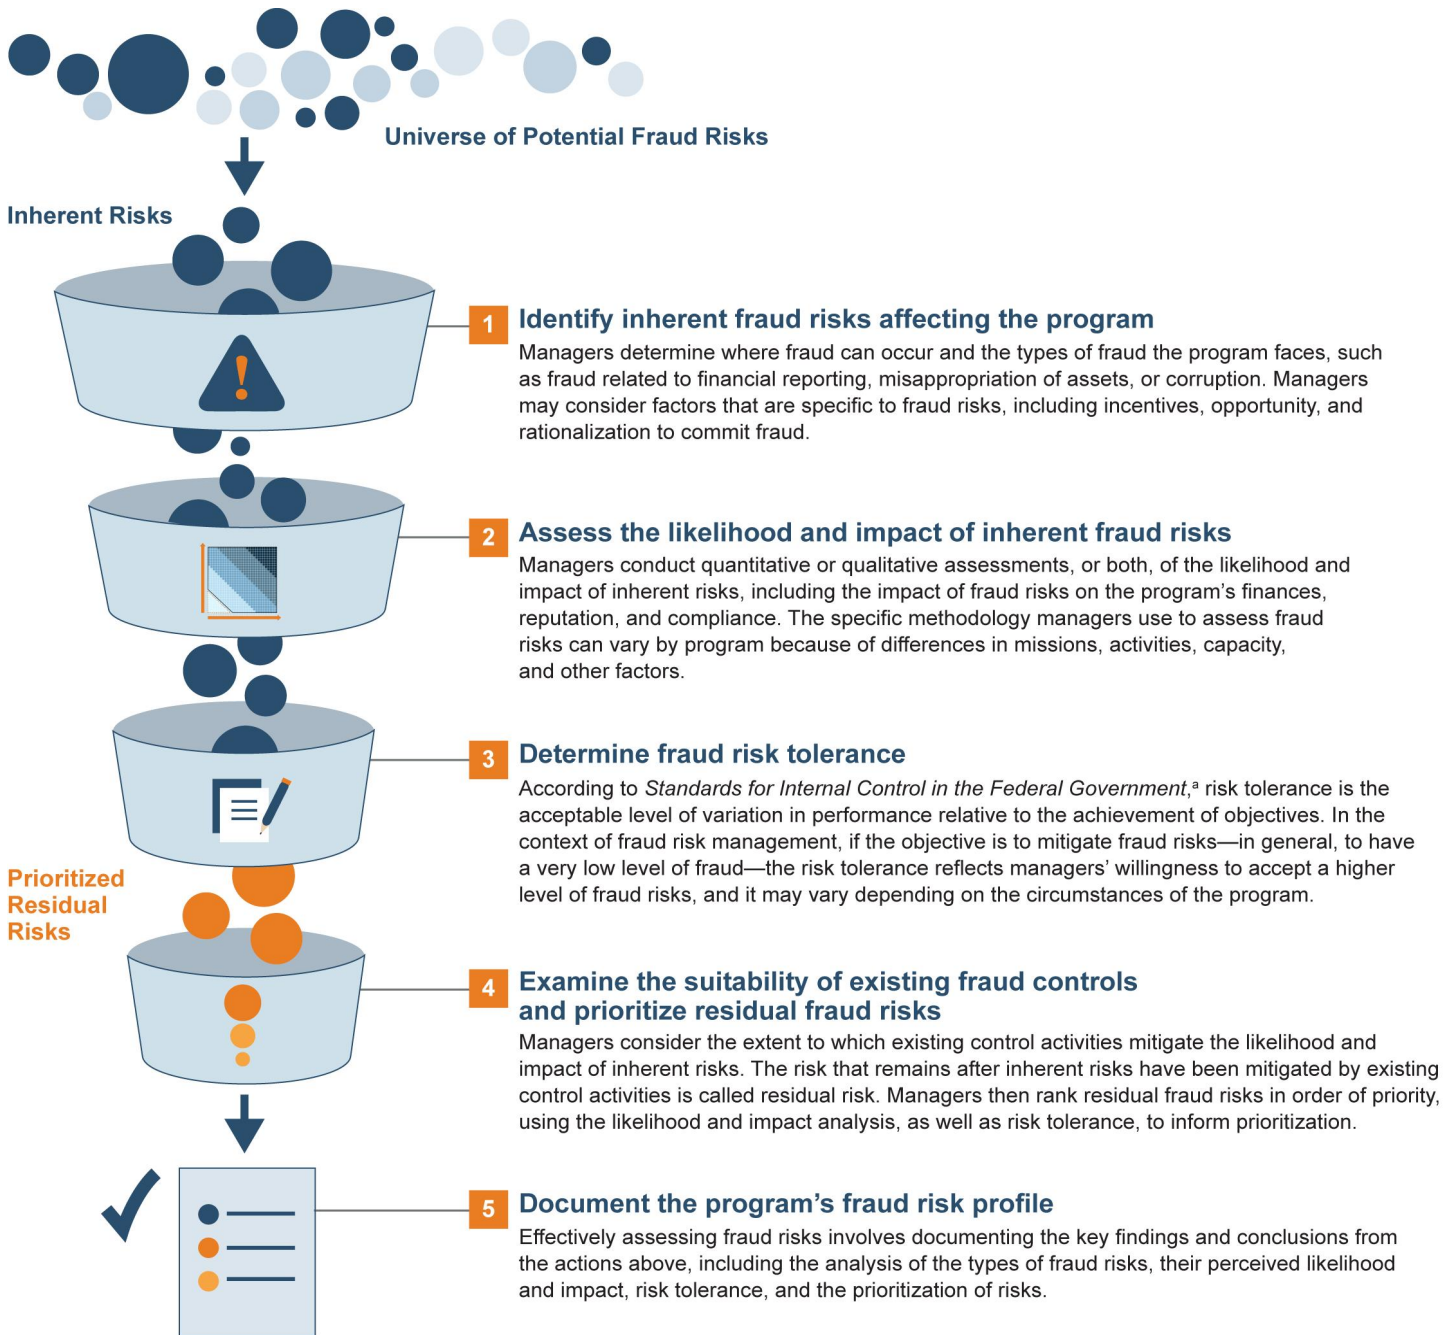 Universe of Potential Fraud Risks
Inherent Risks
1 Identify inherent fraud risks affecting the program
Managers determine where fraud can occur and the types of fraud the program faces, such
as fraud related to financial reporting, misappropriation of assets, or corruption. Managers
may consider factors that are specific to fraud risks, including incentives, opportunity, and
rationalization to commit fraud.
2 Assess the likelihood and impact of inherent fraud risks
Managers conduct quantitative or qualitative assessments, or both, of the likelihood and
impact of inherent risks, including the impact of fraud risks on the program’s finances,
reputation, and compliance. The specific methodology managers use to assess fraud
risks can vary by program because of differences in missions, activities, capacity,
and other factors.
3 Determine fraud risk tolerance
According to Standards for Internal Control in the Federal Government,ᵃ risk tolerance is the
acceptable level of variation in performance relative to the achievement of objectives. In the
context of fraud risk management, if the objective is to mitigate fraud risks—in general, to have
a very low level of fraud—the risk tolerance reflects managers’ willingness to accept a higher
level of fraud risks, and it may vary depending on the circumstances of the program.
Prioritized
Residual
Risks
4 Examine the suitability of existing fraud controls
and prioritize residual fraud risks
Managers consider the extent to which existing control activities mitigate the likelihood and
impact of inherent risks. The risk that remains after inherent risks have been mitigated by existing
control activities is called residual risk. Managers then rank residual fraud risks in order of priority,
using the likelihood and impact analysis, as well as risk tolerance, to inform prioritization.
5 Document the program’s fraud risk profile
Effectively assessing fraud risks involves documenting the key findings and conclusions from
the actions above, including the analysis of the types of fraud risks, their perceived likelihood
and impact, risk tolerance, and the prioritization of risks.